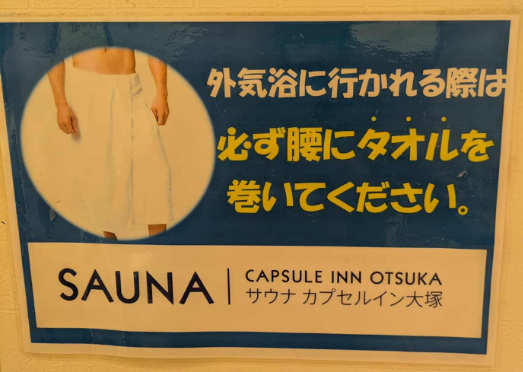 外気浴に行かれる際は
必ず腰にタオルを
巻いてください。
SAUNA
CAPSULE INN OTSUKA
サウナ カプセルイン大塚